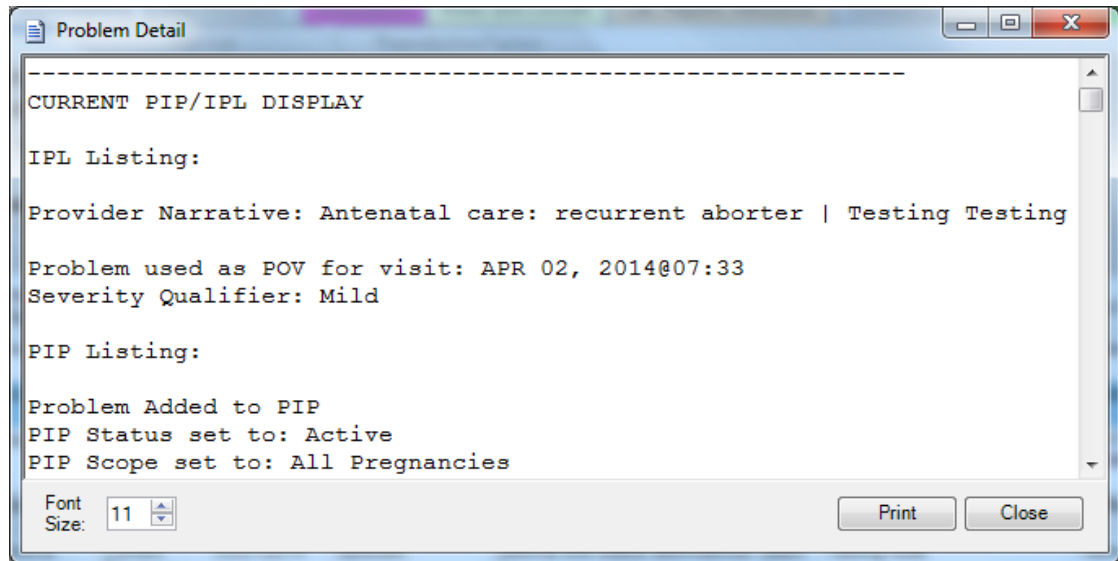 Problem Detail
------------------------------------------------------------
CURRENT PIP/IPL DISPLAY
IPL Listing:
Provider Narrative: Antenatal care: recurrent aborter | Testing Testing
Problem used as POV for visit: APR 02, 2014@07:33
Severity Qualifier: Mild
PIP Listing:
Problem Added to PIP
PIP Status set to: Active
PIP Scope set to: All Pregnancies
Font Size: 11
Print
Close